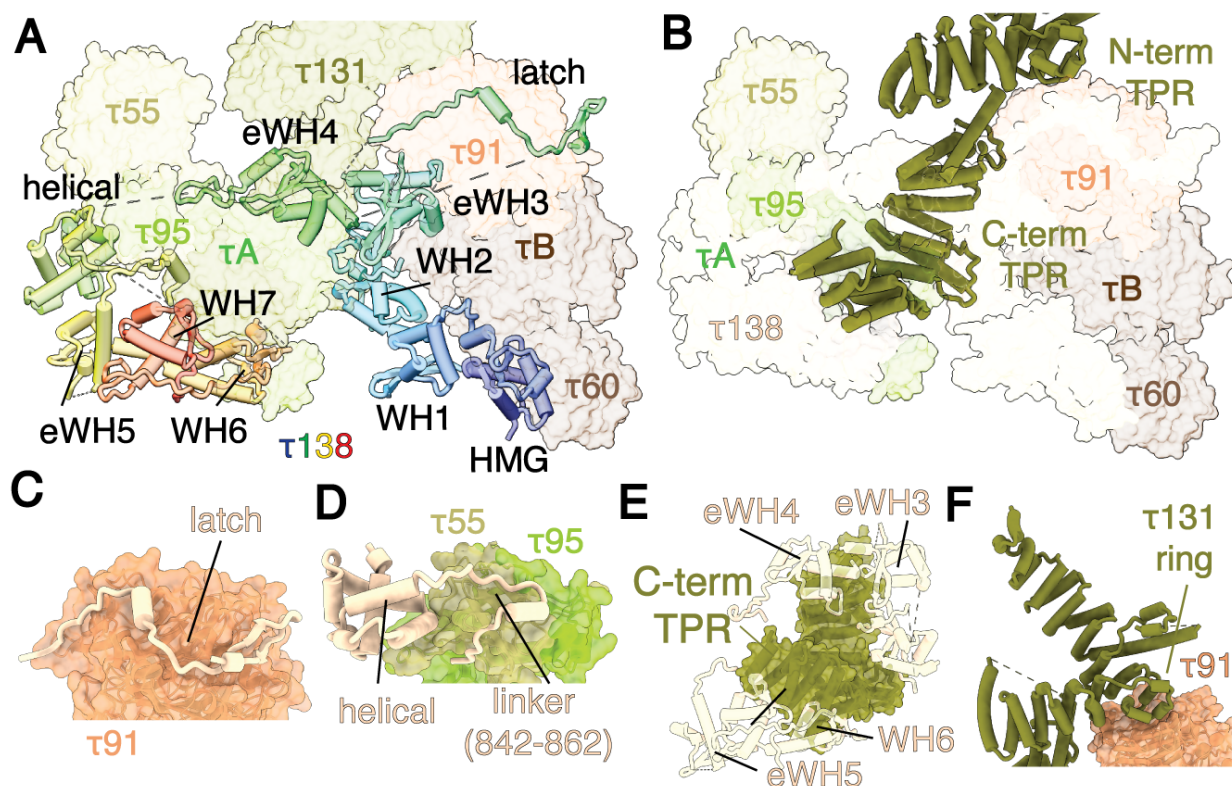 A
τ55
τ131
latch
eWH4
τ91
helical
eWH3
τ95
τA
τB
WH2
WH7
τ60
eWH5
WH6
WH1
τ138
HMG
B
N-term
TPR
τ55
τ91
τ95
C-term
TPR
τA
τB
τ138
τ60
C
latch
τ91
D
τ55
τ95
helical
linker
(842-862)
E
eWH4
eWH3
C-term
TPR
WH6
eWH5
F
τ131
ring
τ91